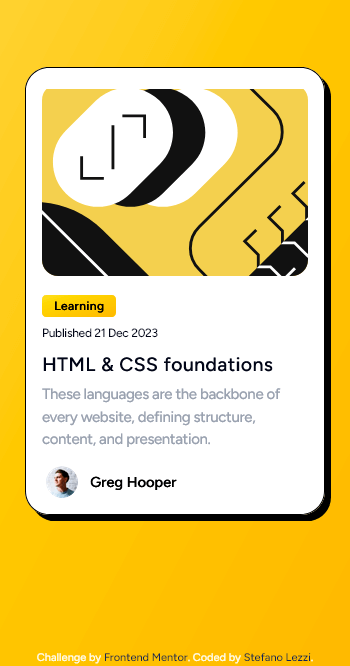 Learning
Published 21 Dec 2023
HTML & CSS foundations
These languages are the backbone of
every website, defining structure,
content, and presentation.
Greg Hooper
Challenge by Frontend Mentor. Coded by Stefano Lezzi.